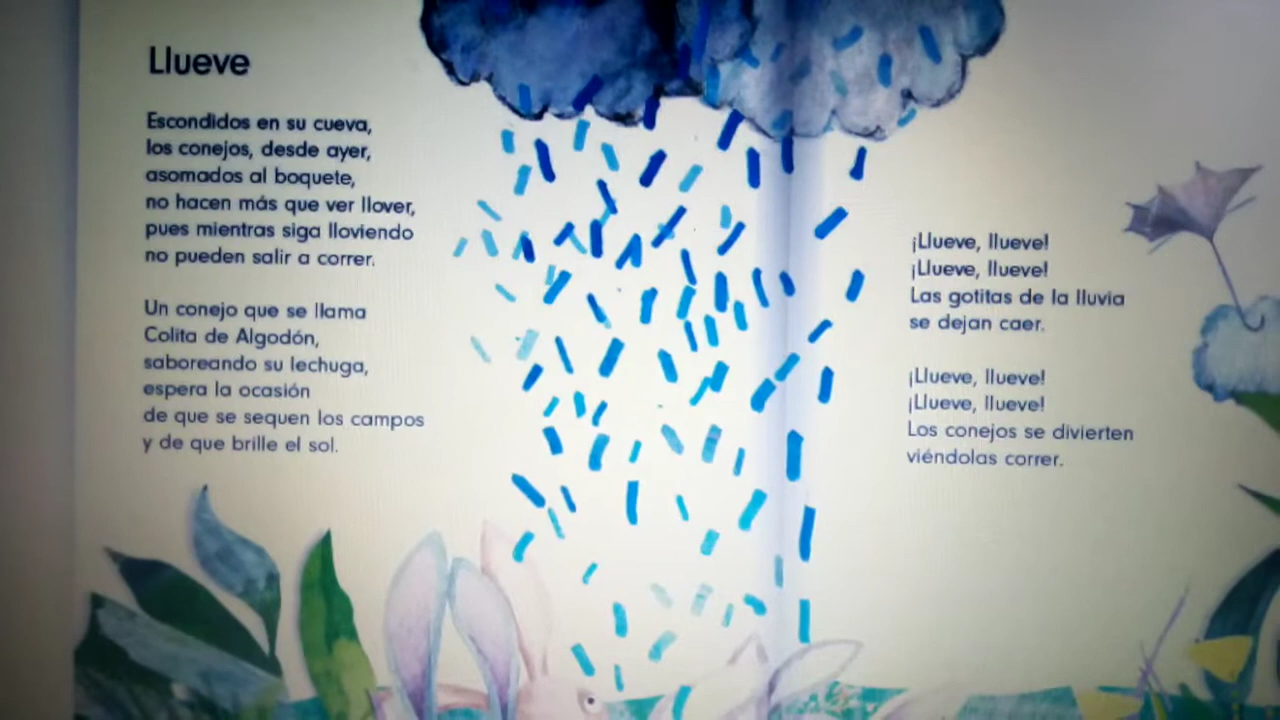 Llueve
Escondidos en su cueva,
los conejos, desde ayer,
asomados al boquete,
no hacen más que ver llover,
pues mientras siga lloviendo
no pueden salir a correr.
Un conejo que se llama
Colita de Algodón,
saboreando su lechuga,
espera la ocasión
de que se sequen los campos
y de que brille el sol.
¡Llueve, llueve!
¡Llueve, llueve!
Las gotitas de la lluvia
se dejan caer.
¡Llueve, llueve!
¡Llueve, llueve!
Los conejos se divierten
viéndolas correr.